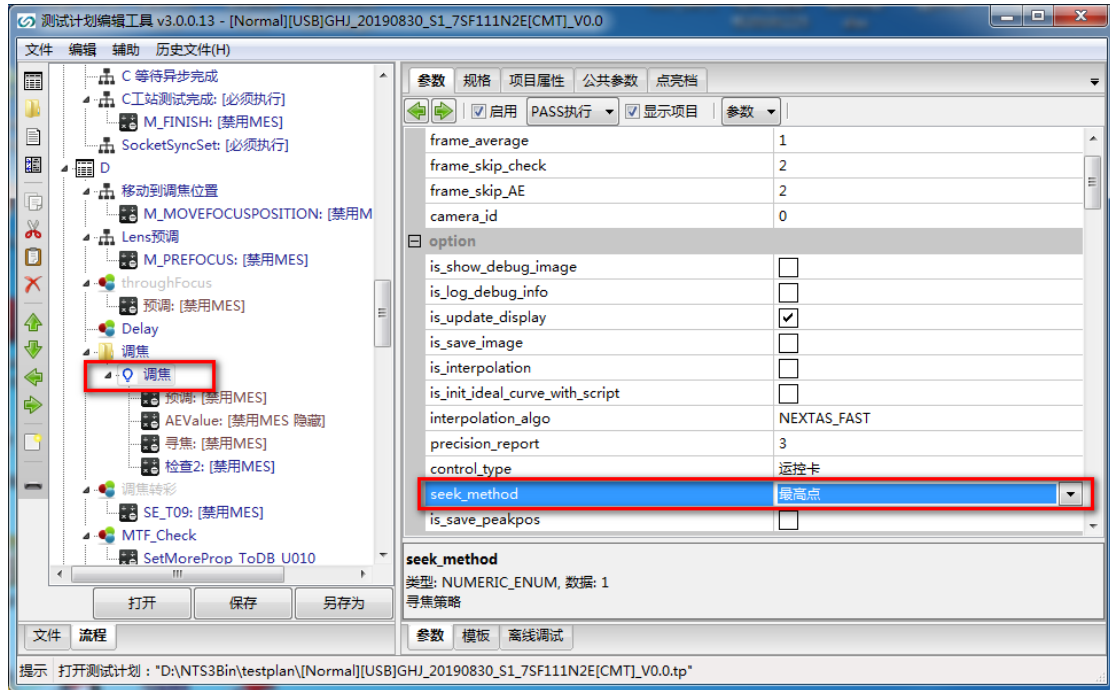 测试计划编辑工具 v3.0.0.13 - [Normal][USB]GHJ_20190830_S1_7SF111N2E[CMT]_V0.0
文件 编辑 辅助 历史文件(H)
C 等待异步完成
C工站测试完成: [必须执行]
M_FINISH: [禁用MES]
SocketSyncSet: [必须执行]
D
移动到调焦位置
M_MOVEFOCUSPOSITION: [禁用M
Lens预调
M_PREFOCUS: [禁用MES]
throughFocus
预调: [禁用MES]
Delay
调焦
调焦
预调: [禁用MES]
AEValue: [禁用MES 隐藏]
寻焦: [禁用MES]
检查2: [禁用MES]
调焦转彩
SE_T09: [禁用MES]
MTF_Check
SetMoreProp_ToDB_U010
打开 保存 另存为
文件 流程
参数 规格 项目属性 公共参数 点亮档
启用 PASS执行 显示项目 参数
frame_average 1
frame_skip_check 2
frame_skip_AE 2
camera_id 0
option
is_show_debug_image
is_log_debug_info
is_update_display
is_save_image
is_interpolation
is_init_ideal_curve_with_script
interpolation_algo NEXTAS_FAST
precision_report 3
control_type 运控卡
seek_method 最高点
is_save_peakpos
seek_method
类型: NUMERIC_ENUM, 数据: 1
寻焦策略
参数 模板 离线调试
提示 打开测试计划："D:\NTS3Bin\testplan\[Normal][USB]GHJ_20190830_S1_7SF111N2E[CMT]_V0.0.tp"